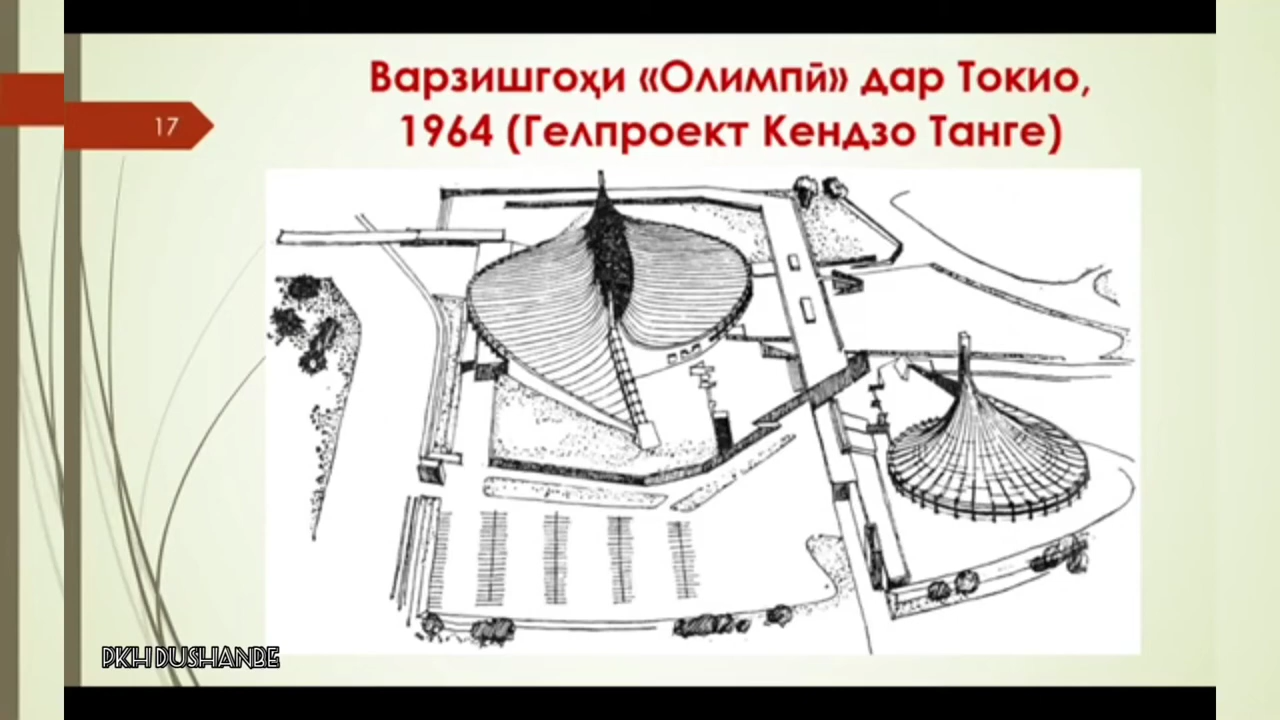 Варзишгоҳи «Олимпӣ» дар Токио,
1964 (Гелпроект Кендзо Танге)
17
PKH DUSHANBE